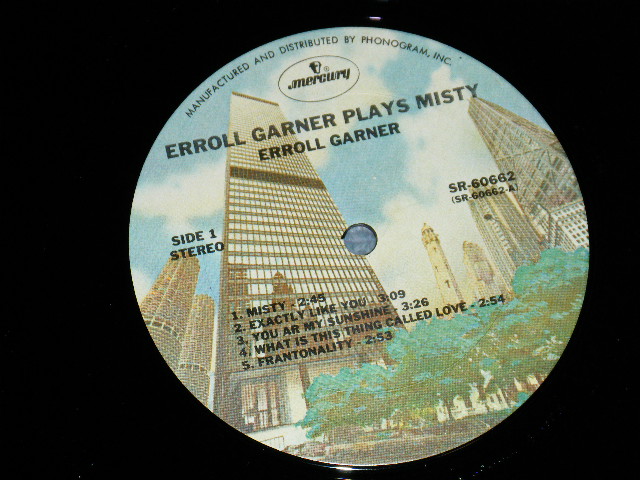 MANUFACTURED AND DISTRIBUTED BY PHONOGRAM, INC.
mercury®
ERROLL GARNER PLAYS MISTY
ERROLL GARNER
SR-60662
(SR-60662-A)
SIDE 1
STEREO
1. MISTY - 2:45
2. EXACTLY LIKE YOU - 3:09
3. YOU AR MY SUNSHINE - 3:26
4. WHAT IS THIS THING CALLED LOVE - 2:54
5. FRANTONALITY - 2:53